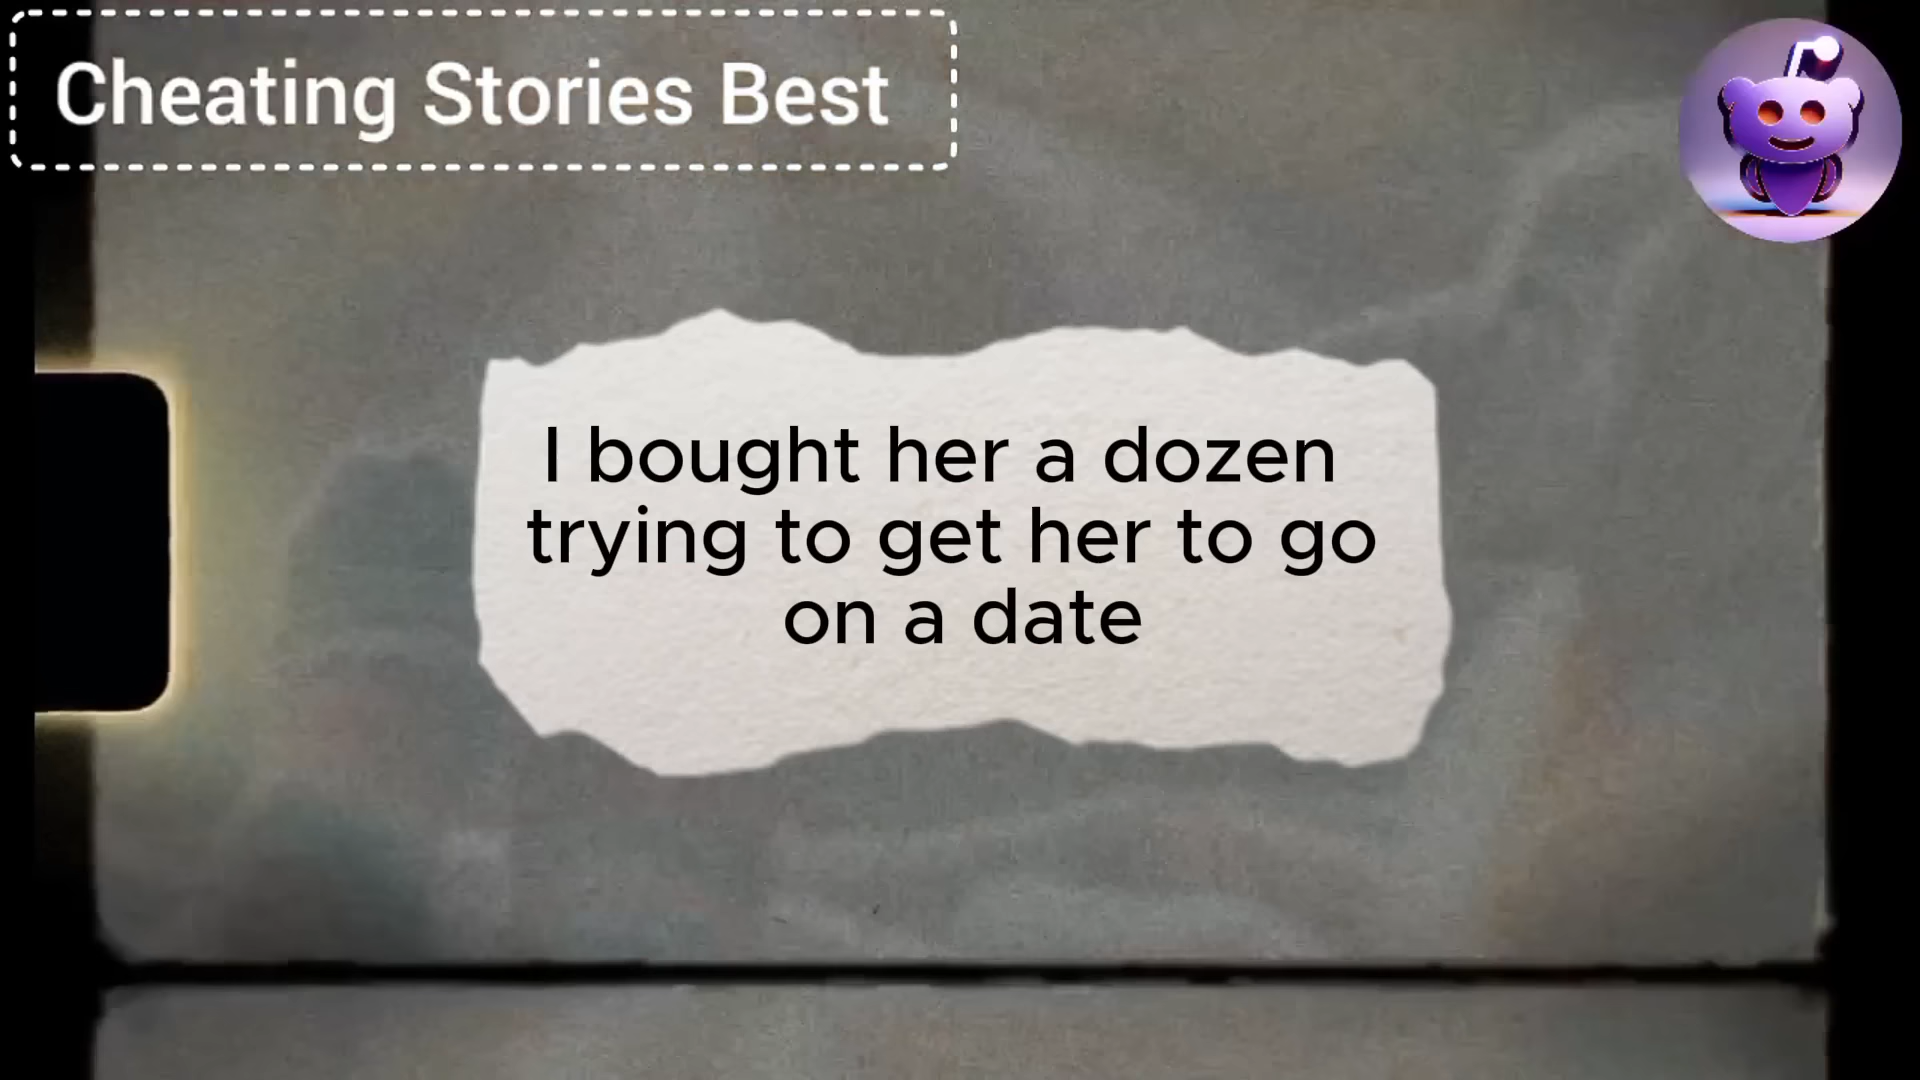 Cheating Stories Best
I bought her a dozen
trying to get her to go
on a date